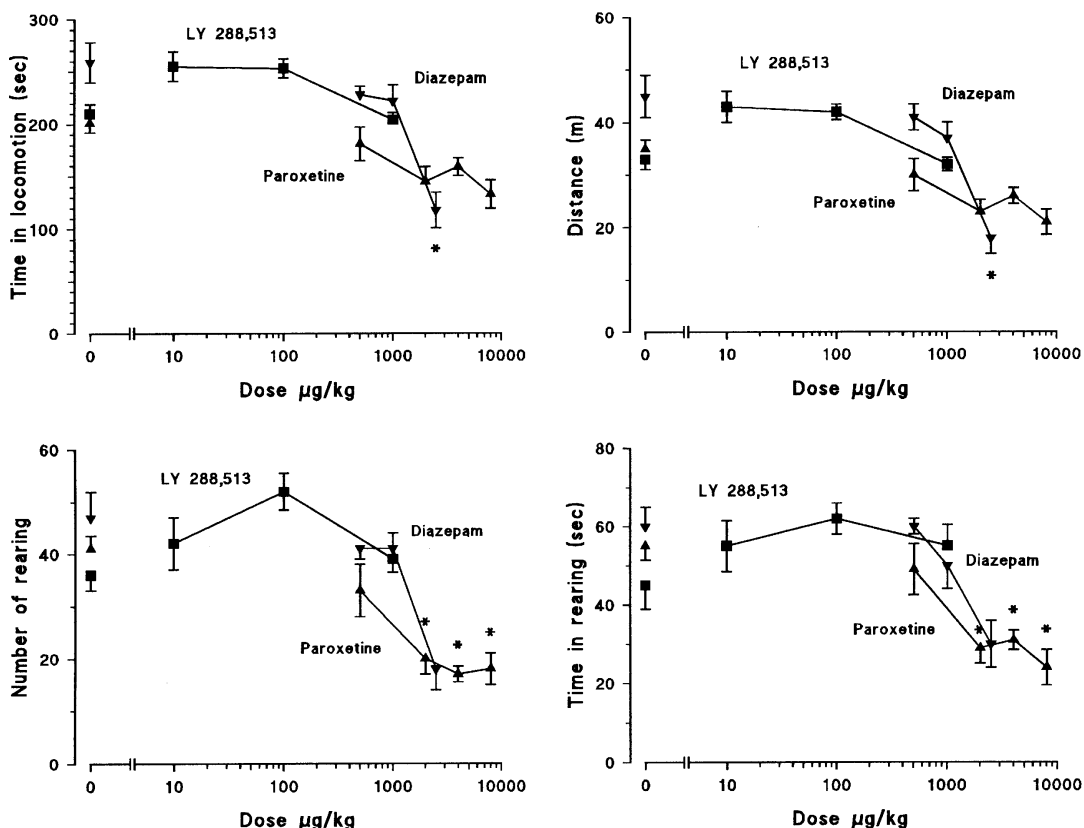 Time in locomotion (sec)
300
200
100
0
LY 288,513
Diazepam
Paroxetine
*
0 10 100 1000 10000
Dose µg/kg
Distance (m)
60
40
20
0
LY 288,513
Diazepam
Paroxetine
*
0 10 100 1000 10000
Dose µg/kg
Number of rearing
60
40
20
0
LY 288,513
Diazepam
Paroxetine
* * *
0 10 100 1000 10000
Dose µg/kg
Time in rearing (sec)
80
60
40
20
0
LY 288,513
Diazepam
Paroxetine
* * *
0 10 100 1000 10000
Dose µg/kg